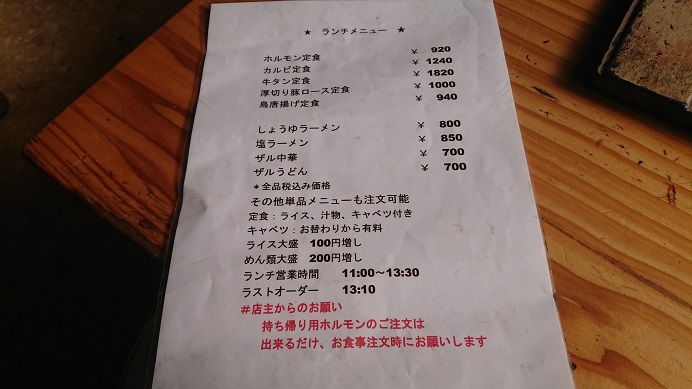 ★ ランチメニュー ★
ホルモン定食 ¥ 920
カルビ定食 ¥ 1240
牛タン定食 ¥ 1820
厚切り豚ロース定食 ¥ 1000
鳥唐揚げ定食 ¥ 940
しょうゆラーメン ¥ 800
塩ラーメン ¥ 850
ザル中華 ¥ 700
ザルうどん ¥ 700
*全品税込み価格
その他単品メニューも注文可能
定食：ライス、汁物、キャベツ付き
キャベツ：お替わりから有料
ライス大盛 100円増し
めん類大盛 200円増し
ランチ営業時間 11:00～13:30
ラストオーダー 13:10
＃店主からのお願い
持ち帰り用ホルモンのご注文は
出来るだけ、お食事注文時にお願いします